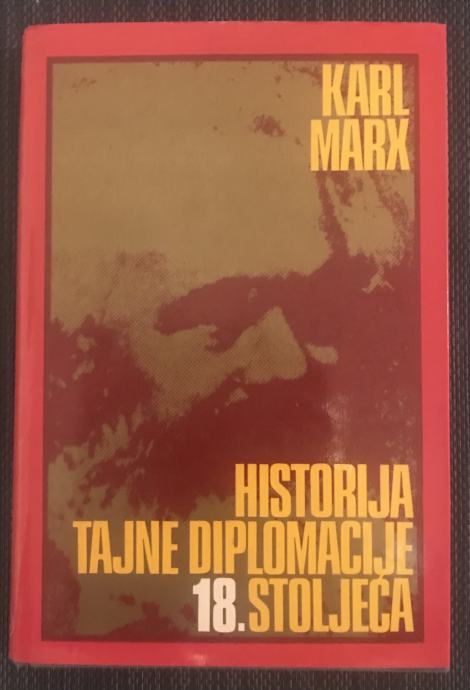 KARL
MARX
HISTORIJA
TAJNE DIPLOMACIJE
18. STOLJEĆA